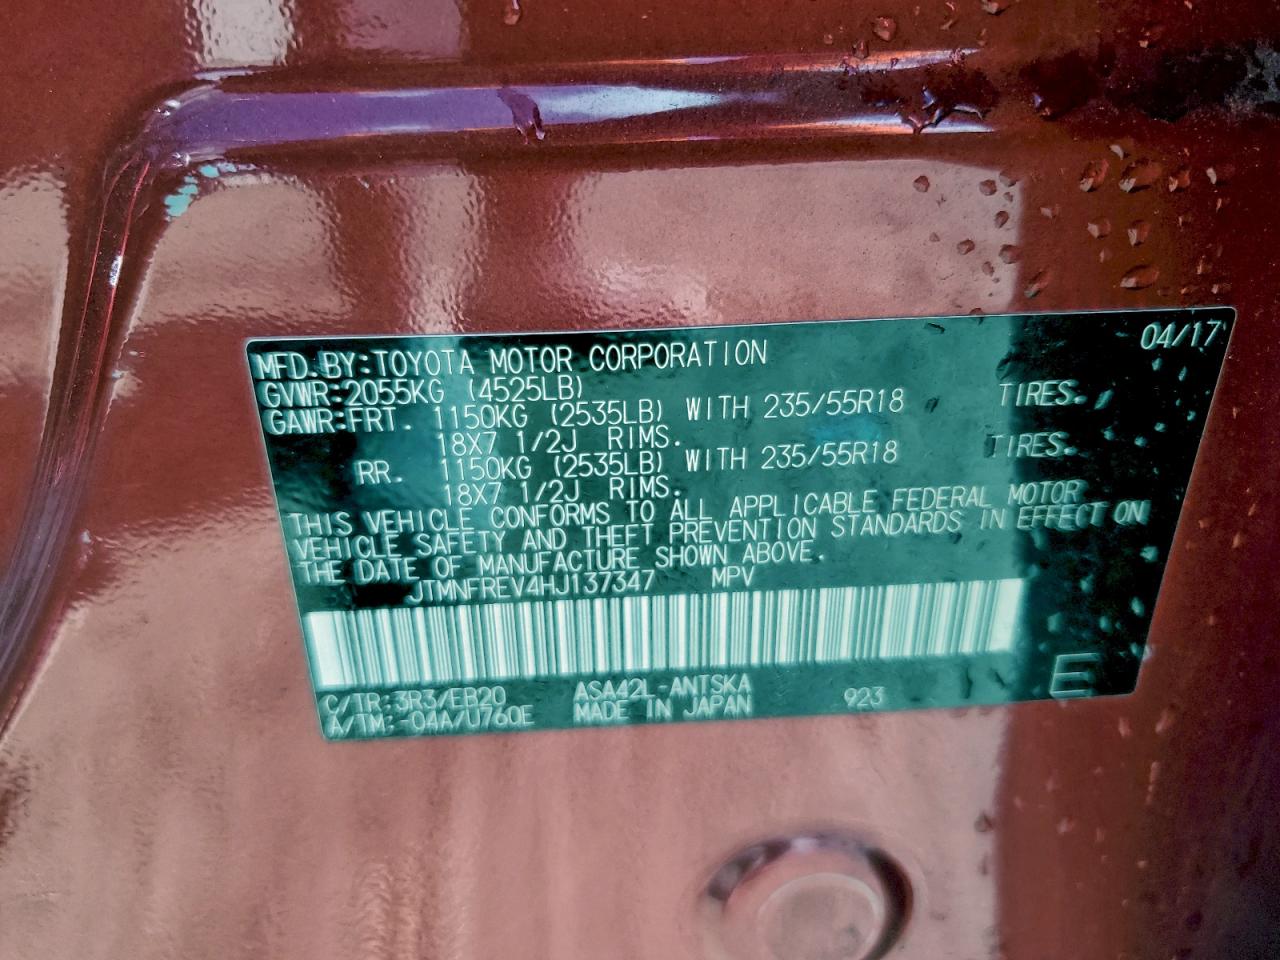 MFD. BY: TOYOTA MOTOR CORPORATION 04/17
GVWR: 2055KG (4525LB)
GAWR: FRT. 1150KG (2535LB) WITH 235/55R18 TIRES.
18X7 1/2J RIMS.
RR. 1150KG (2535LB) WITH 235/55R18 TIRES.
18X7 1/2J RIMS.
THIS VEHICLE CONFORMS TO ALL APPLICABLE FEDERAL MOTOR
VEHICLE SAFETY AND THEFT PREVENTION STANDARDS IN EFFECT ON
THE DATE OF MANUFACTURE SHOWN ABOVE.
JTMNFREV4HJ137347 MPV
C/TR: 3R3/EB20 ASA42L-ANTSKA 923 E
A/TM: -04A/U760E MADE IN JAPAN